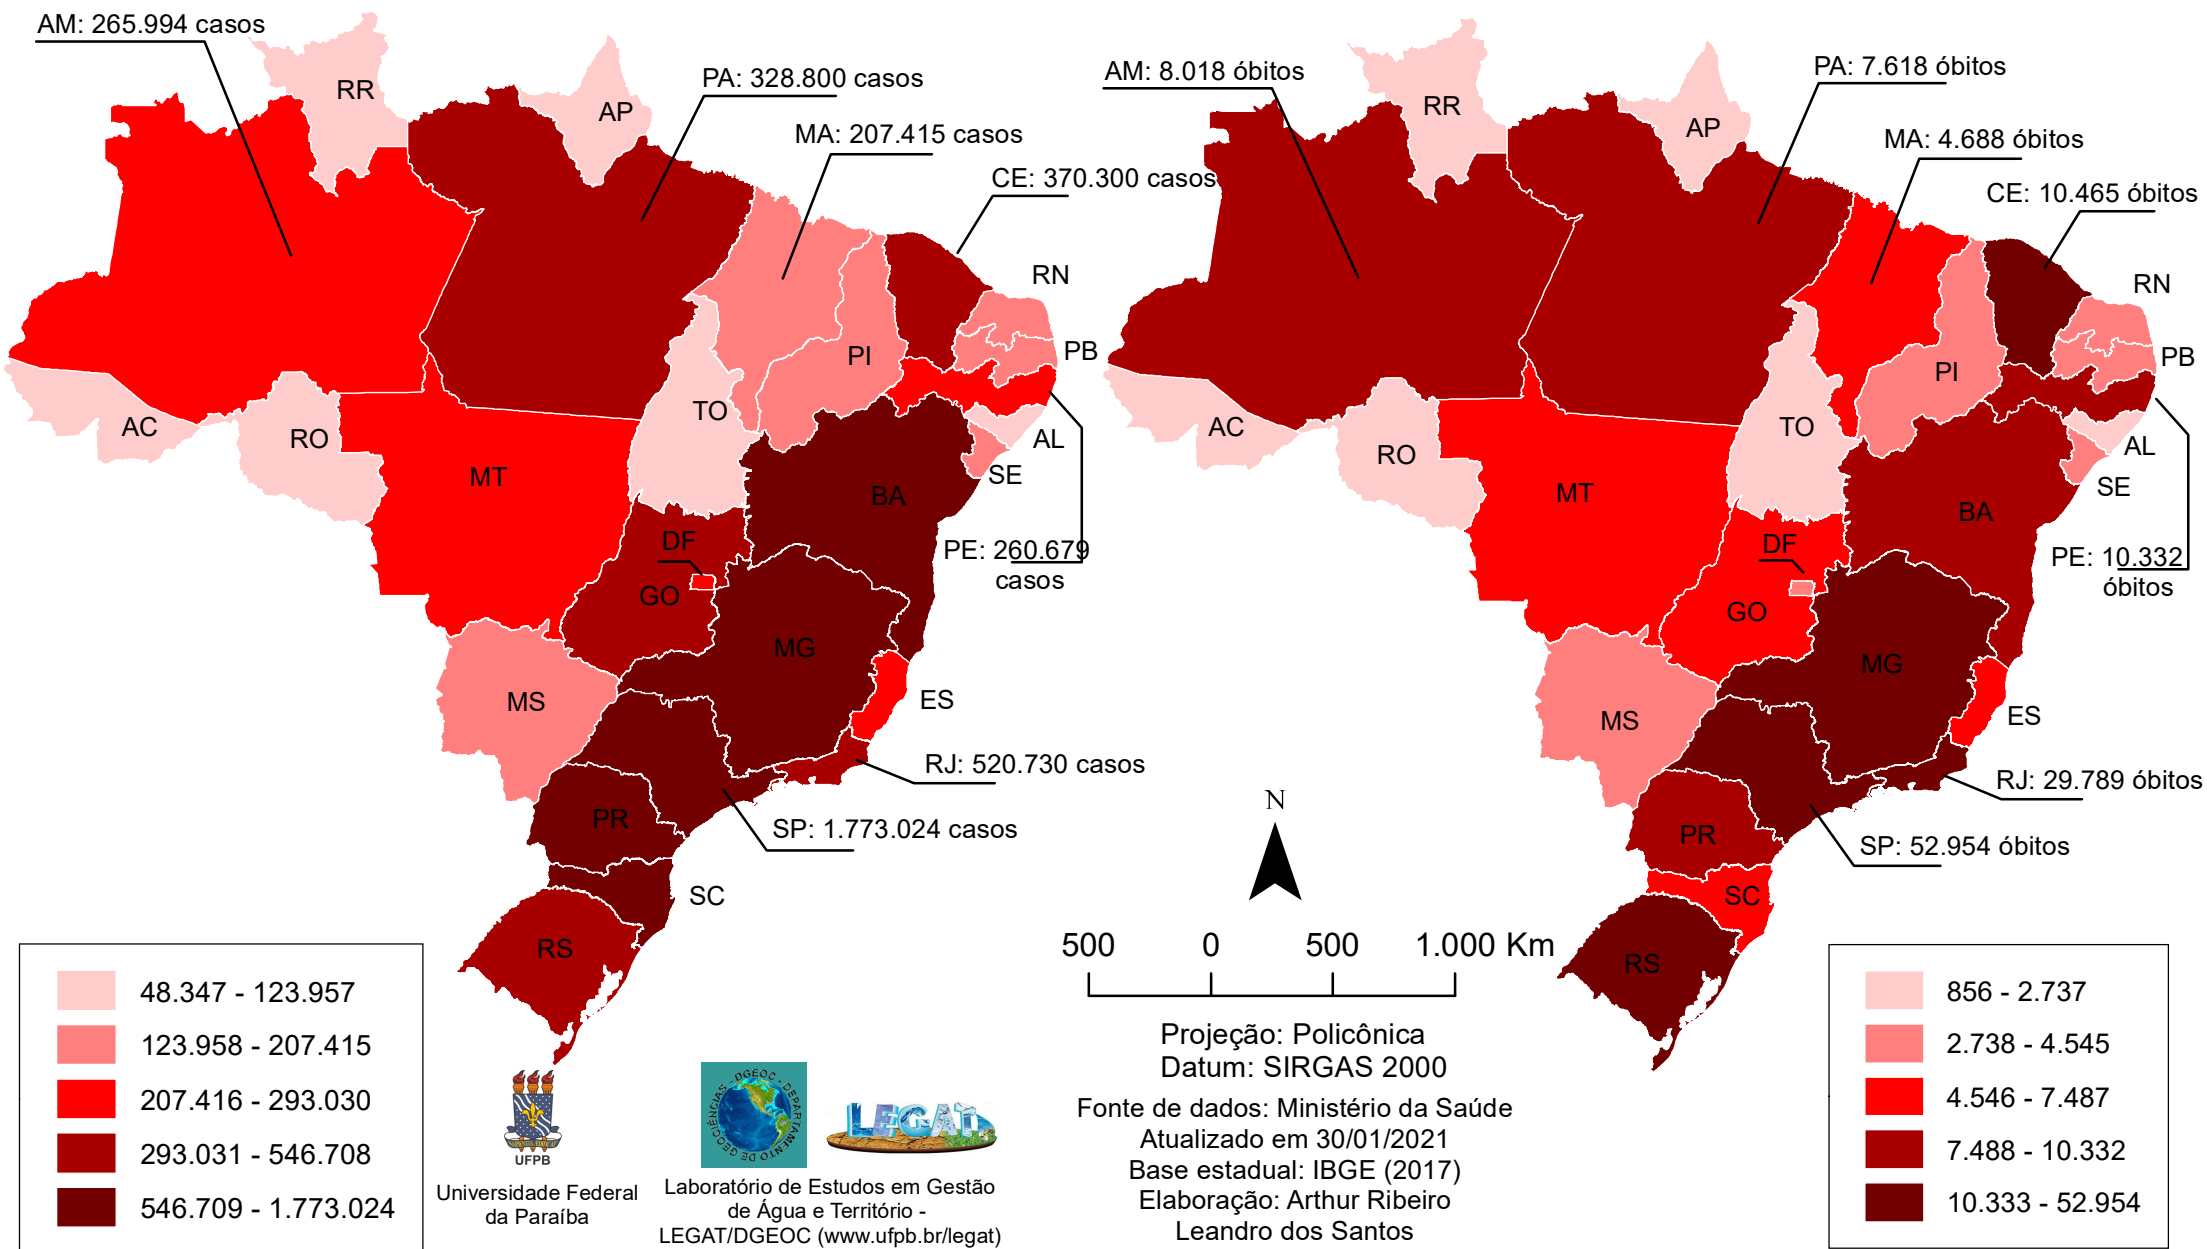 AM: 265.994 casos
RR
AP
PA: 328.800 casos
MA: 207.415 casos
CE: 370.300 casos
RN
PB
PI
TO
AC
RO
MT
AL
SE
BA
DF
PE: 260.679
casos
GO
MG
MS
ES
RJ: 520.730 casos
PR
SP: 1.773.024 casos
SC
RS
AM: 8.018 óbitos
RR
AP
PA: 7.618 óbitos
MA: 4.688 óbitos
CE: 10.465 óbitos
RN
PB
PI
TO
AC
RO
MT
AL
SE
BA
DF
PE: 10.332
óbitos
GO
MG
MS
ES
RJ: 29.789 óbitos
PR
SP: 52.954 óbitos
SC
RS
48.347 - 123.957
123.958 - 207.415
207.416 - 293.030
293.031 - 546.708
546.709 - 1.773.024
UFPB
Universidade Federal
da Paraíba
DGEOC - DEPARTAMENTO DE GEOCIÊNCIAS -
LEGAT
Laboratório de Estudos em Gestão
de Água e Território -
LEGAT/DGEOC (www.ufpb.br/legat)
N
500 0 500 1.000 Km
Projeção: Policônica
Datum: SIRGAS 2000
Fonte de dados: Ministério da Saúde
Atualizado em 30/01/2021
Base estadual: IBGE (2017)
Elaboração: Arthur Ribeiro
Leandro dos Santos
856 - 2.737
2.738 - 4.545
4.546 - 7.487
7.488 - 10.332
10.333 - 52.954